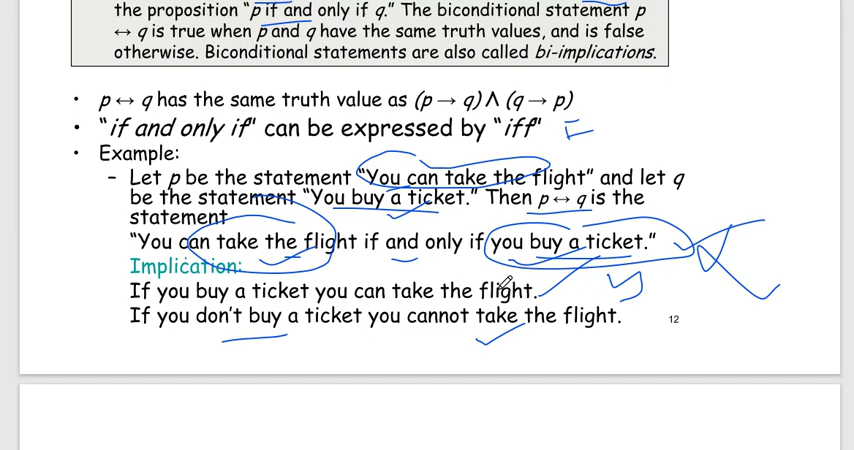 the proposition "p if and only if q." The biconditional statement p
↔ q is true when p and q have the same truth values, and is false
otherwise. Biconditional statements are also called bi-implications.
• p ↔ q has the same truth value as (p → q) ∧ (q → p)
• "if and only if" can be expressed by "iff"
• Example:
– Let p be the statement "You can take the flight" and let q
be the statement "You buy a ticket." Then p ↔ q is the
statement
"You can take the flight if and only if you buy a ticket."
Implication:
If you buy a ticket you can take the flight.
If you don't buy a ticket you cannot take the flight.
12